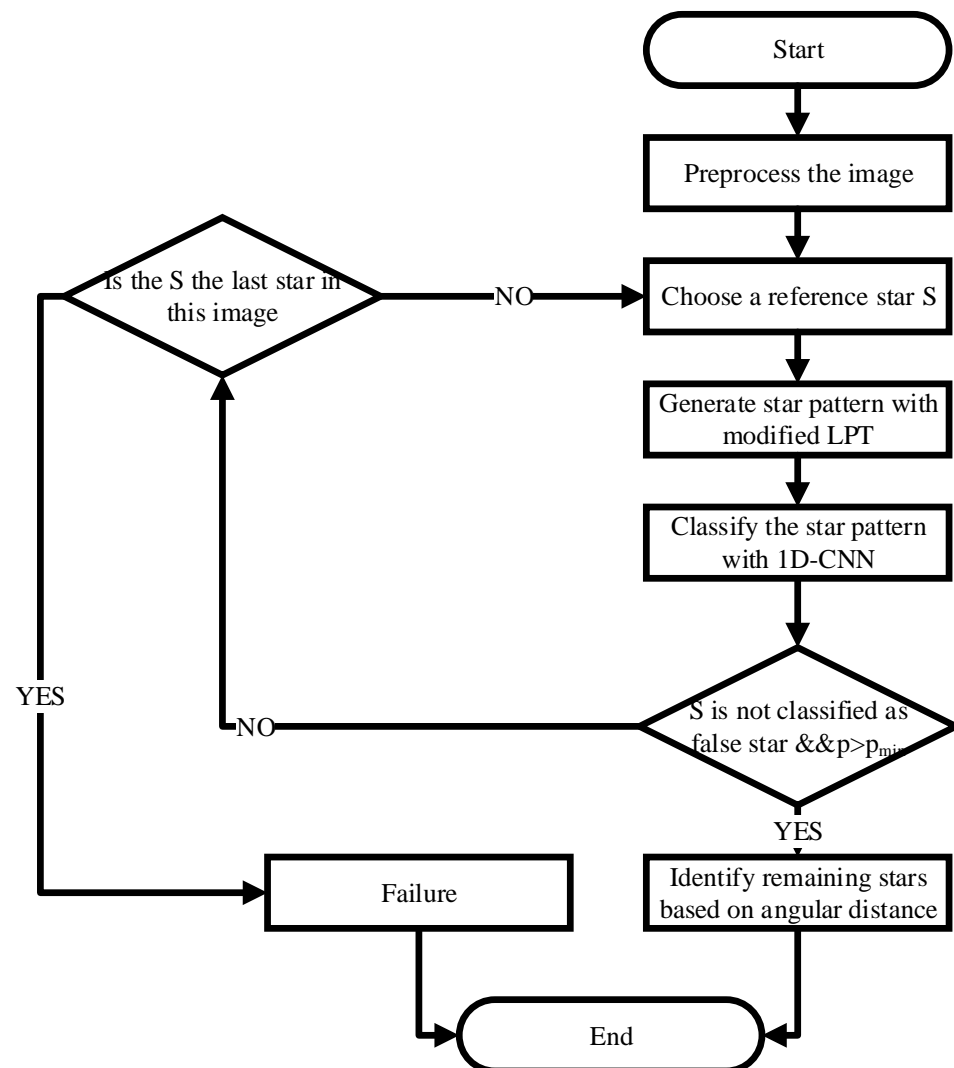 Start
Preprocess the image
Choose a reference star S
Generate star pattern with
modified LPT
Classify the star pattern
with 1D-CNN
S is not classified as
false star &&p>pmin
YES
Identify remaining stars
based on angular distance
NO
Is the S the last star in
this image
NO
YES
Failure
End